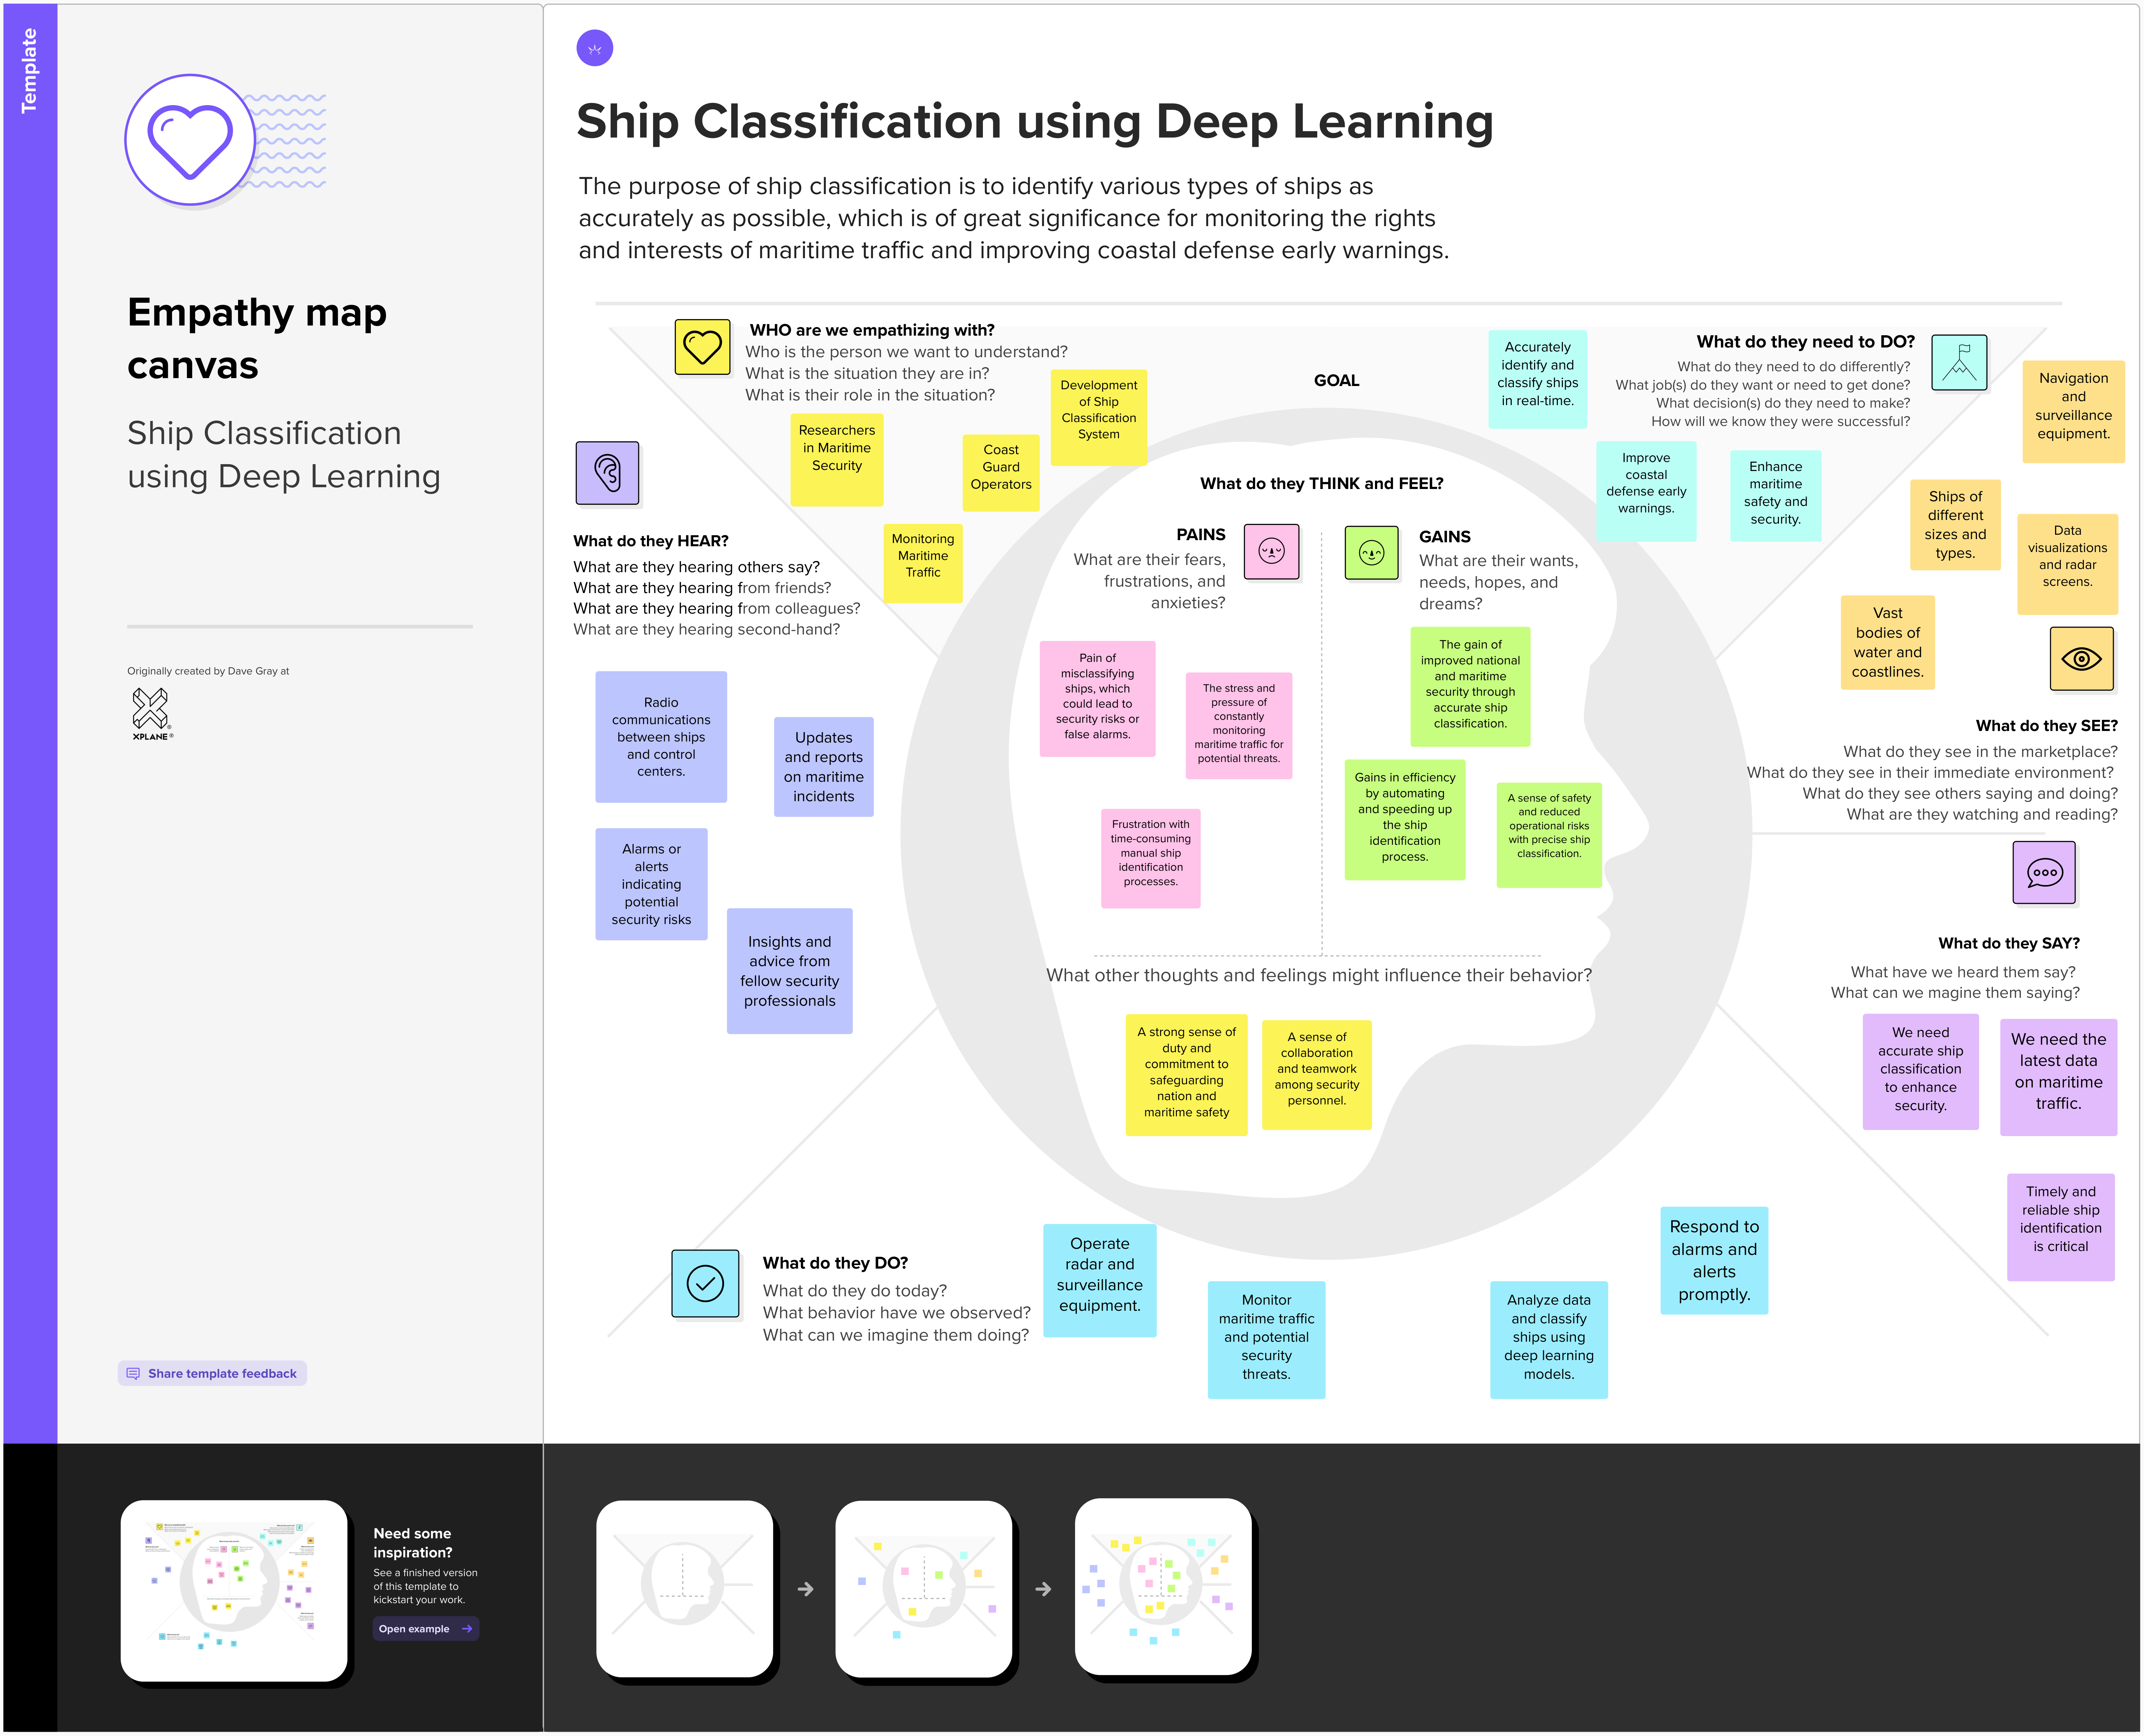 Template
Empathy map
canvas
Ship Classification
using Deep Learning
Originally created by Dave Gray at
XPLANE®
Share template feedback
Ship Classification using Deep Learning
The purpose of ship classification is to identify various types of ships as
accurately as possible, which is of great significance for monitoring the rights
and interests of maritime traffic and improving coastal defense early warnings.
WHO are we empathizing with?
Who is the person we want to understand?
What is the situation they are in?
What is their role in the situation?
Researchers
in Maritime
Security
Coast
Guard
Operators
Development
of Ship
Classification
System
Monitoring
Maritime
Traffic
GOAL
What do they need to DO?
What do they need to do differently?
What job(s) do they want or need to get done?
What decision(s) do they need to make?
How will we know they were successful?
Accurately
identify and
classify ships
in real-time.
Improve
coastal
defense early
warnings.
Enhance
maritime
safety and
security.
Navigation
and
surveillance
equipment.
Ships of
different
sizes and
types.
Data
visualizations
and radar
screens.
Vast
bodies of
water and
coastlines.
What do they SEE?
What do they see in the marketplace?
What do they see in their immediate environment?
What do they see others saying and doing?
What are they watching and reading?
What do they HEAR?
What are they hearing others say?
What are they hearing from friends?
What are they hearing from colleagues?
What are they hearing second-hand?
Radio
communications
between ships
and control
centers.
Updates
and reports
on maritime
incidents
Alarms or
alerts
indicating
potential
security risks
Insights and
advice from
fellow security
professionals
What do they THINK and FEEL?
PAINS
What are their fears,
frustrations, and
anxieties?
GAINS
What are their wants,
needs, hopes, and
dreams?
Pain of
misclassifying
ships, which
could lead to
security risks or
false alarms.
The stress and
pressure of
constantly
monitoring
maritime traffic for
potential threats.
Frustration with
time-consuming
manual ship
identification
processes.
The gain of
improved national
and maritime
security through
accurate ship
classification.
Gains in efficiency
by automating
and speeding up
the ship
identification
process.
A sense of safety
and reduced
operational risks
with precise ship
classification.
What other thoughts and feelings might influence their behavior?
A strong sense of
duty and
commitment to
safeguarding
nation and
maritime safety
A sense of
collaboration
and teamwork
among security
personnel.
What do they SAY?
What have we heard them say?
What can we magine them saying?
We need
accurate ship
classification
to enhance
security.
We need the
latest data
on maritime
traffic.
Timely and
reliable ship
identification
is critical
What do they DO?
What do they do today?
What behavior have we observed?
What can we imagine them doing?
Operate
radar and
surveillance
equipment.
Monitor
maritime traffic
and potential
security
threats.
Analyze data
and classify
ships using
deep learning
models.
Respond to
alarms and
alerts
promptly.
Need some
inspiration?
See a finished version
of this template to
kickstart your work.
Open example